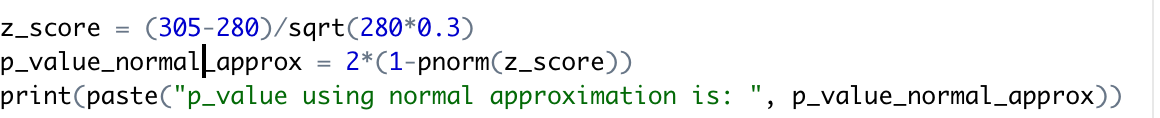 z_score = (305-280)/sqrt(280*0.3)
p_value_normal_approx = 2*(1-pnorm(z_score))
print(paste("p_value using normal approximation is: ", p_value_normal_approx))